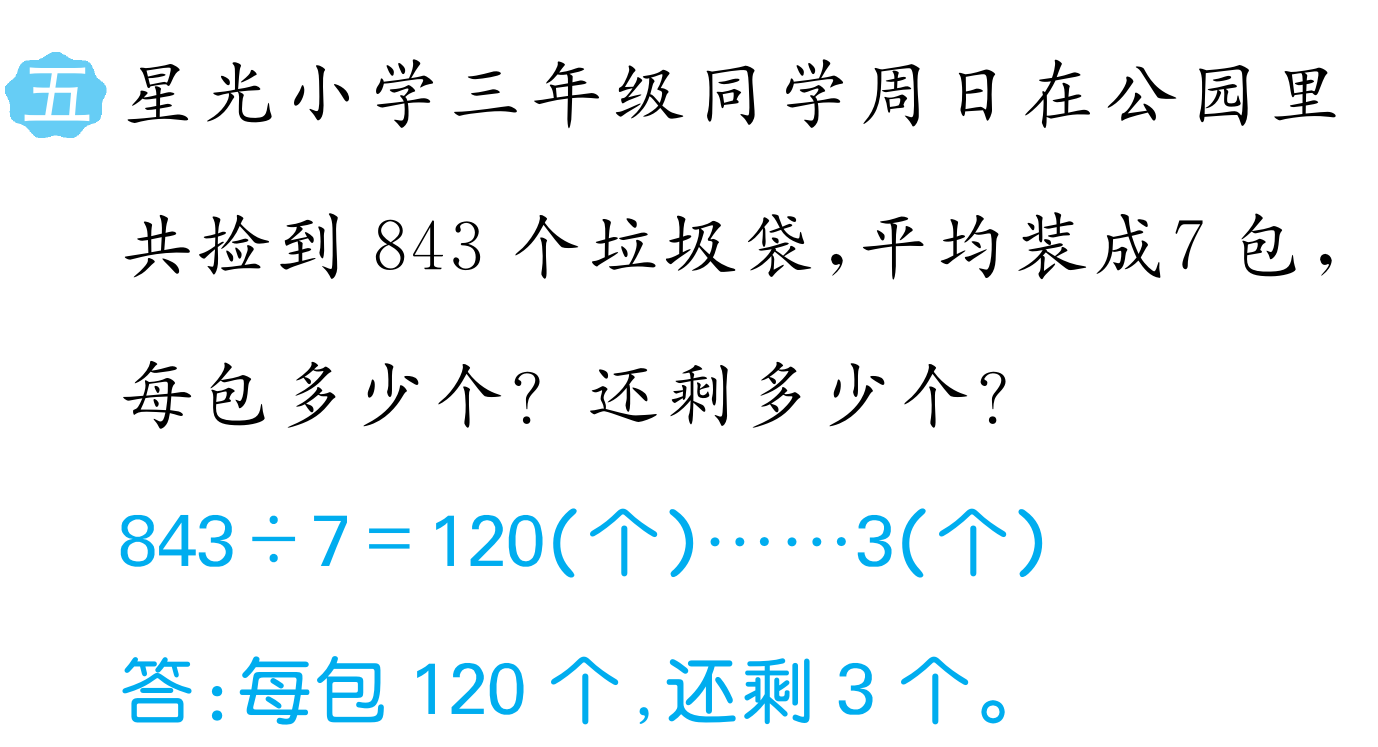 五 星光小学三年级同学周日在公园里
共捡到 843 个垃圾袋,平均装成7 包,
每包多少个? 还剩多少个?
843÷7=120(个)……3(个)
答:每包 120 个,还剩 3 个。